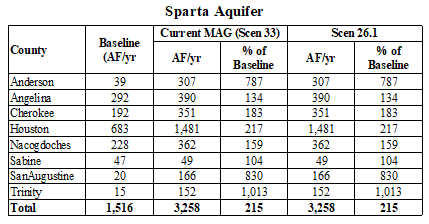 Sparta Aquifer
County Baseline (AF/yr Current MAG (Scen 33) Scen 26.1
AF/yr % of Baseline AF/yr % of Baseline
Anderson 39 307 787 307 787
Angelina 292 390 134 390 134
Cherokee 192 351 183 351 183
Houston 683 1,481 217 1,481 217
Nacogdoches 228 362 159 362 159
Sabine 47 49 104 49 104
SanAugustine 20 166 830 166 830
Trinity 15 152 1,013 152 1,013
Total 1,516 3,258 215 3,258 215